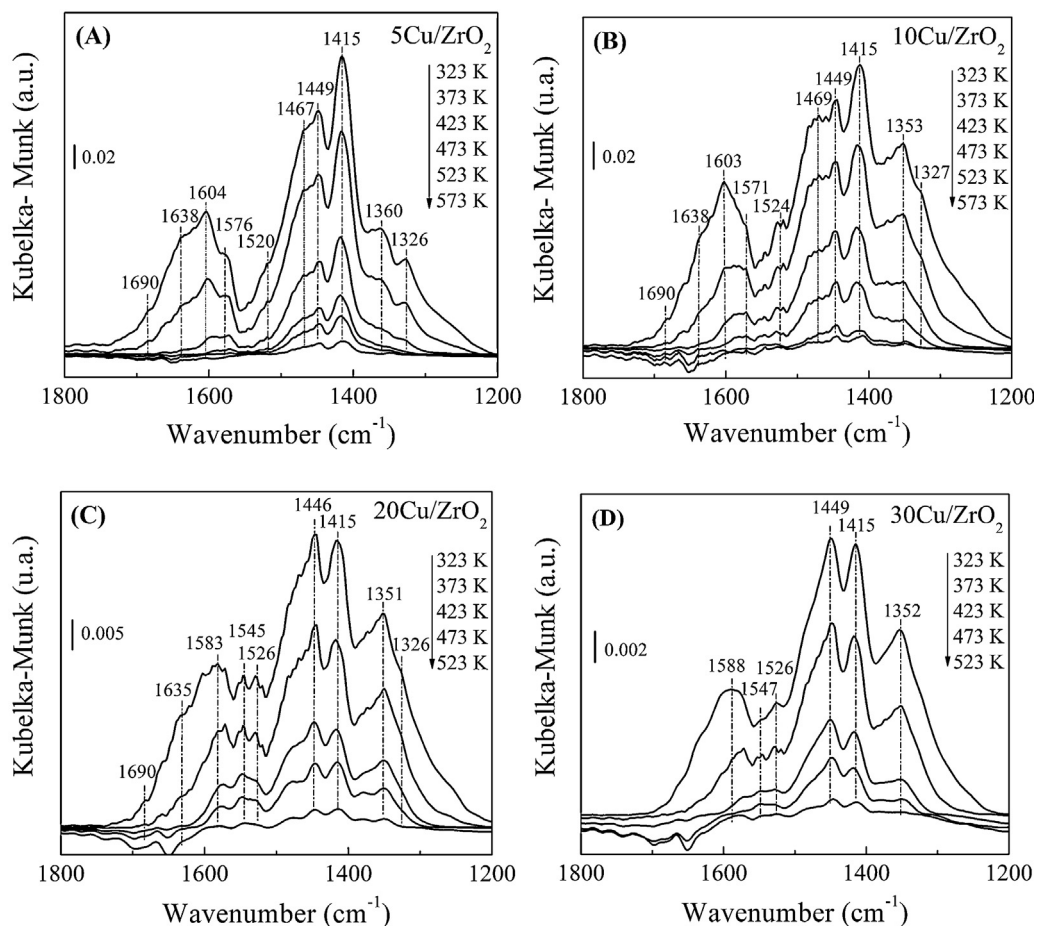 (A)
5Cu/ZrO₂
323 K
373 K
423 K
473 K
523 K
573 K
1415
1449
1467
0.02
1604
1638
1576
1690
1520
1360
1326
Kubelka- Munk (a.u.)
1800 1600 1400 1200
Wavenumber (cm⁻¹)
(B)
10Cu/ZrO₂
323 K
373 K
423 K
473 K
523 K
573 K
1415
1449
1469
1353
1327
0.02
1603
1571
1638
1524
1690
Kubelka- Munk (u.a.)
1800 1600 1400 1200
Wavenumber (cm⁻¹)
(C)
20Cu/ZrO₂
323 K
373 K
423 K
473 K
523 K
1446
1415
1351
1326
0.005
1583
1545
1526
1635
1690
Kubelka-Munk (u.a.)
1800 1600 1400 1200
Wavenumber (cm⁻¹)
(D)
30Cu/ZrO₂
323 K
373 K
423 K
473 K
523 K
1449
1415
1352
0.002
1588
1547
1526
Kubelka-Munk (a.u.)
1800 1600 1400 1200
Wavenumber (cm⁻¹)